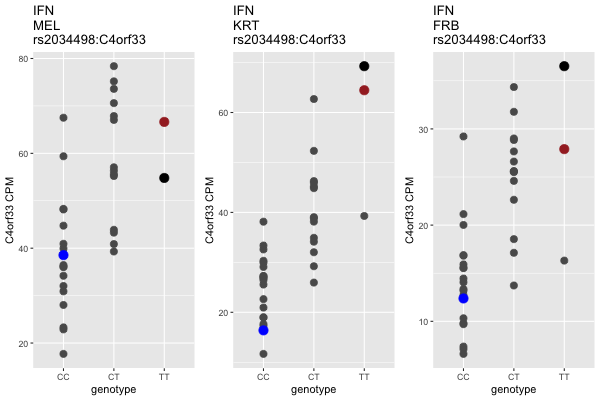 IFN
MEL
rs2034498:C4orf33
80
60
40
20
C4orf33 CPM
CC CT TT
genotype
IFN
KRT
rs2034498:C4orf33
60
40
20
C4orf33 CPM
CC CT TT
genotype
IFN
FRB
rs2034498:C4orf33
30
20
10
C4orf33 CPM
CC CT TT
genotype